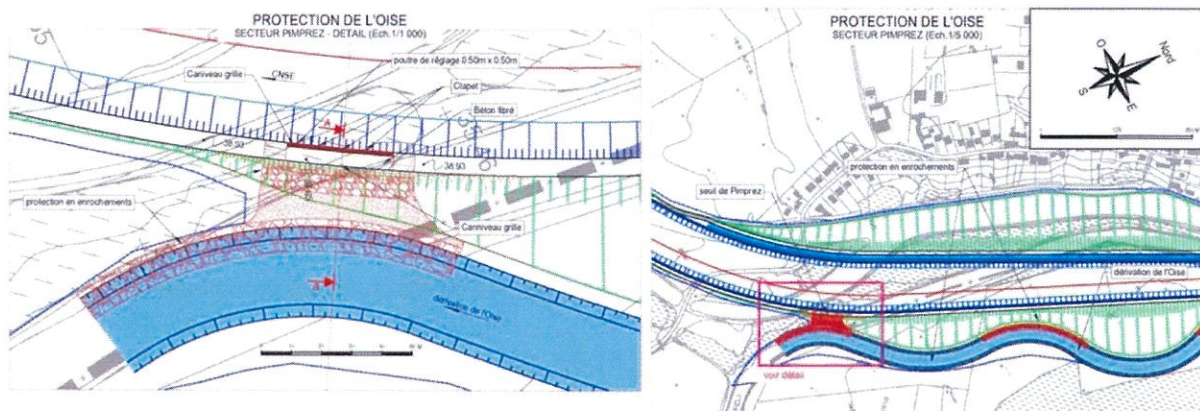 PROTECTION DE L'OISE
SECTEUR PIMPREZ - DETAIL (Ech.1/1 000)
poutre de réglage 0.50m x 0.50m
Caniveau grille
CNSE
Clapet
Béton fibré
A
38.93
38.93
protection en enrochements
Canniveau grille
A
dérivation de l'Oise
PROTECTION DE L'OISE
SECTEUR PIMPREZ (Ech.1/5 000)
O
Nord
S
E
protection en enrochements
seuil de Pimprez
dérivation de l'Oise
voir détail